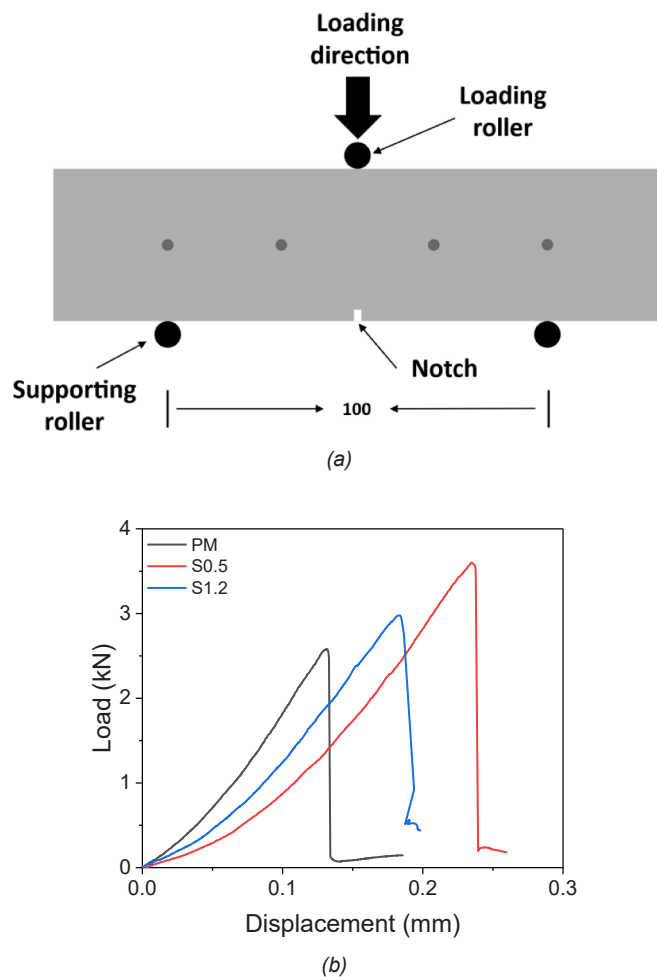 Loading
direction
Loading
roller
Supporting
roller
Notch
100
(a)
4
3
2
1
0
Load (kN)
PM
S0.5
S1.2
0.0
0.1
0.2
0.3
Displacement (mm)
(b)